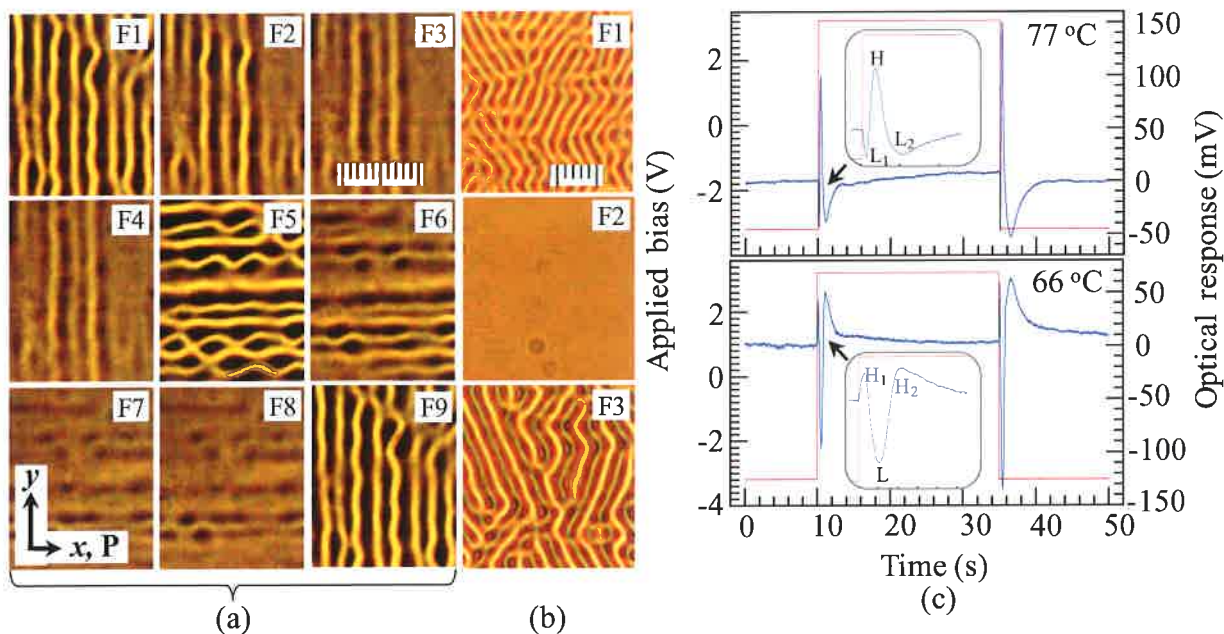 F1
F2
F3
F1
F4
F5
F6
F2
F7
F8
F9
F3
y
x, P
(a)
(b)
77 °C
H
L1
L2
2
0
-2
150
100
50
0
-50
Applied bias (V)
Optical response (mV)
66 °C
H1
H2
L
2
0
-2
-4
50
0
-50
-100
-150
0
10
20
30
40
50
Time (s)
(c)